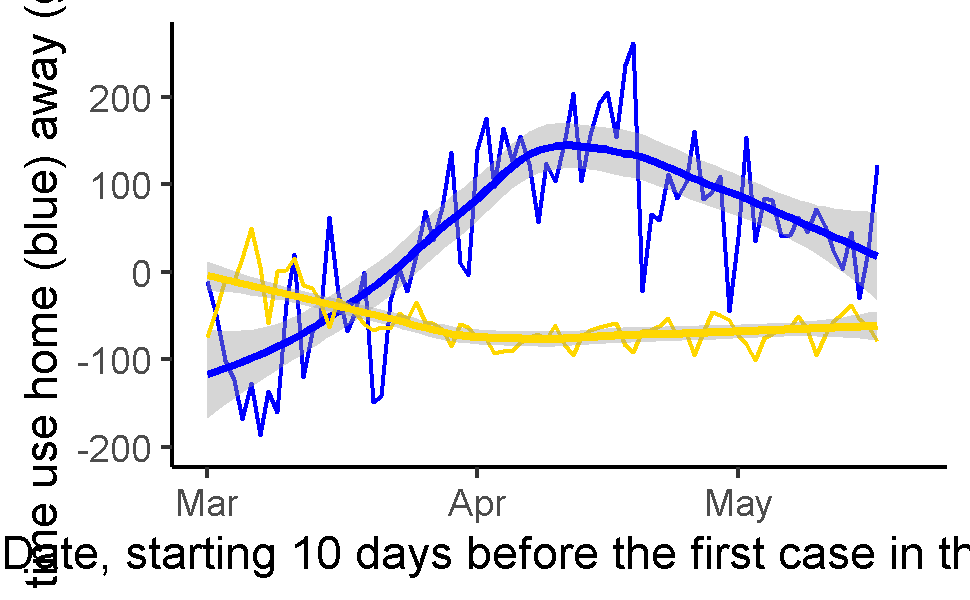 time use home (blue) away (
200
100
0
-100
-200
Mar Apr May
Date, starting 10 days before the first case in th